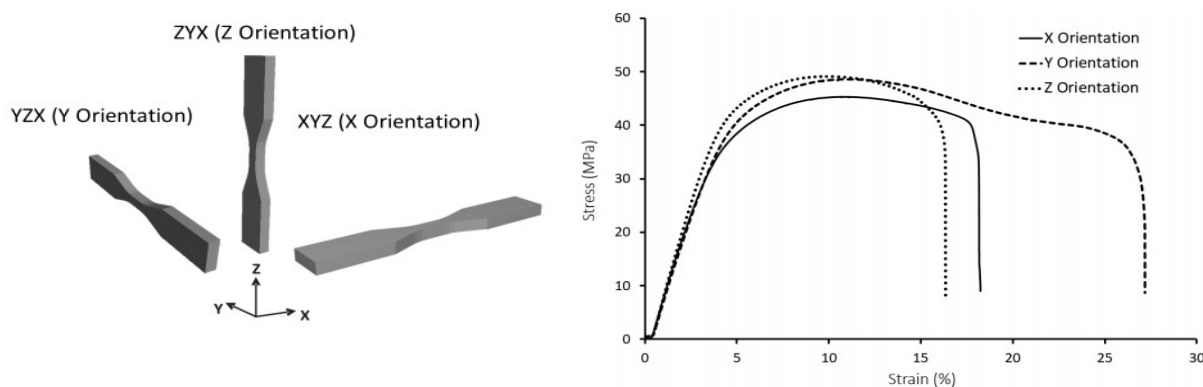 ZYX (Z Orientation)
YZX (Y Orientation)
XYZ (X Orientation)
Z
Y
X
60
50
40
30
20
10
0
Stress (MPa)
X Orientation
Y Orientation
Z Orientation
0 5 10 15 20 25 30
Strain (%)